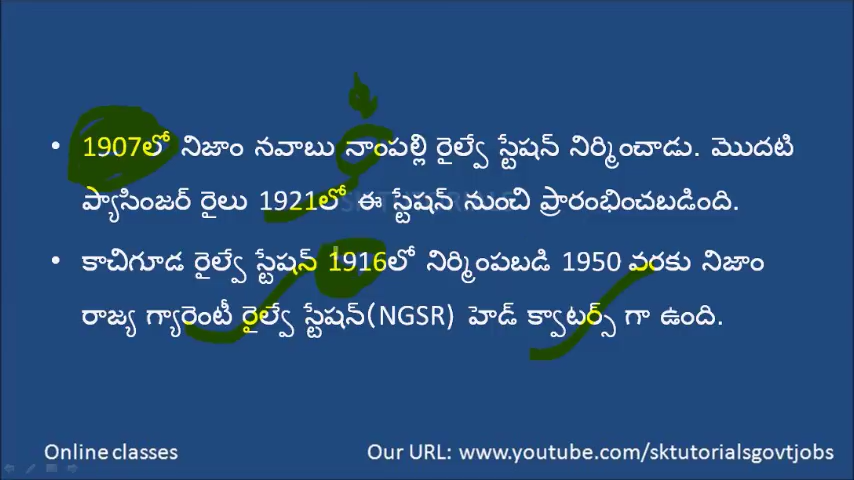 • 1907లో నిజాం నవాబు నాంపల్లి రైల్వే స్టేషన్ నిర్మించాడు. మొదటి
ప్యాసింజర్ రైలు 1921లో ఈ స్టేషన్ నుంచి ప్రారంభించబడింది.
• కాచిగూడ రైల్వే స్టేషన్ 1916లో నిర్మింపబడి 1950 వరకు నిజాం
రాజ్య గ్యారెంటీ రైల్వే స్టేషన్(NGSR) హెడ్ క్వాటర్స్ గా ఉంది.
Online classes
Our URL: www.youtube.com/sktutorialsgovtjobs